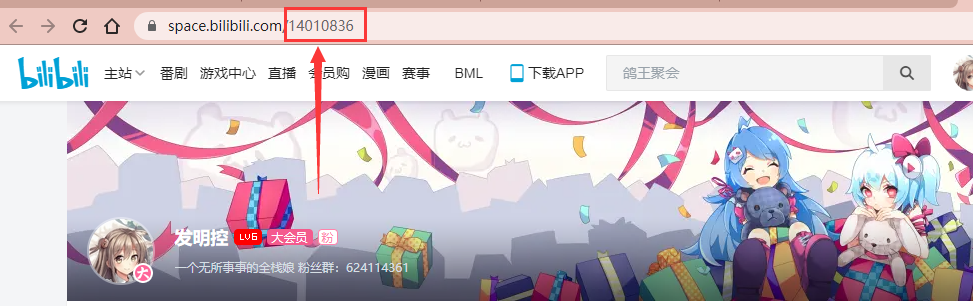 space.bilibili.com/14010836
bilibili 主站 番剧 游戏中心 直播 会员购 漫画 赛事 BML 下载APP 鸽王聚会
发明控 LV6 大会员 粉
大
一个无所事事的全栈娘 粉丝群：624114361